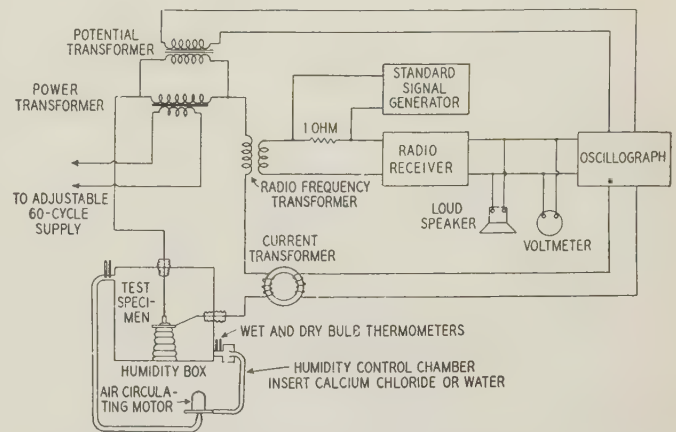 POTENTIAL
TRANSFORMER
POWER
TRANSFORMER
STANDARD
SIGNAL
GENERATOR
1 OHM
RADIO
RECEIVER
OSCILLOGRAPH
RADIO FREQUENCY
TRANSFORMER
LOUD
SPEAKER
VOLTMETER
TO ADJUSTABLE
60-CYCLE
SUPPLY
CURRENT
TRANSFORMER
TEST
SPECI-
MEN
WET AND DRY BULB THERMOMETERS
HUMIDITY BOX
HUMIDITY CONTROL CHAMBER
INSERT CALCIUM CHLORIDE OR WATER
AIR CIRCULA-
TING MOTOR